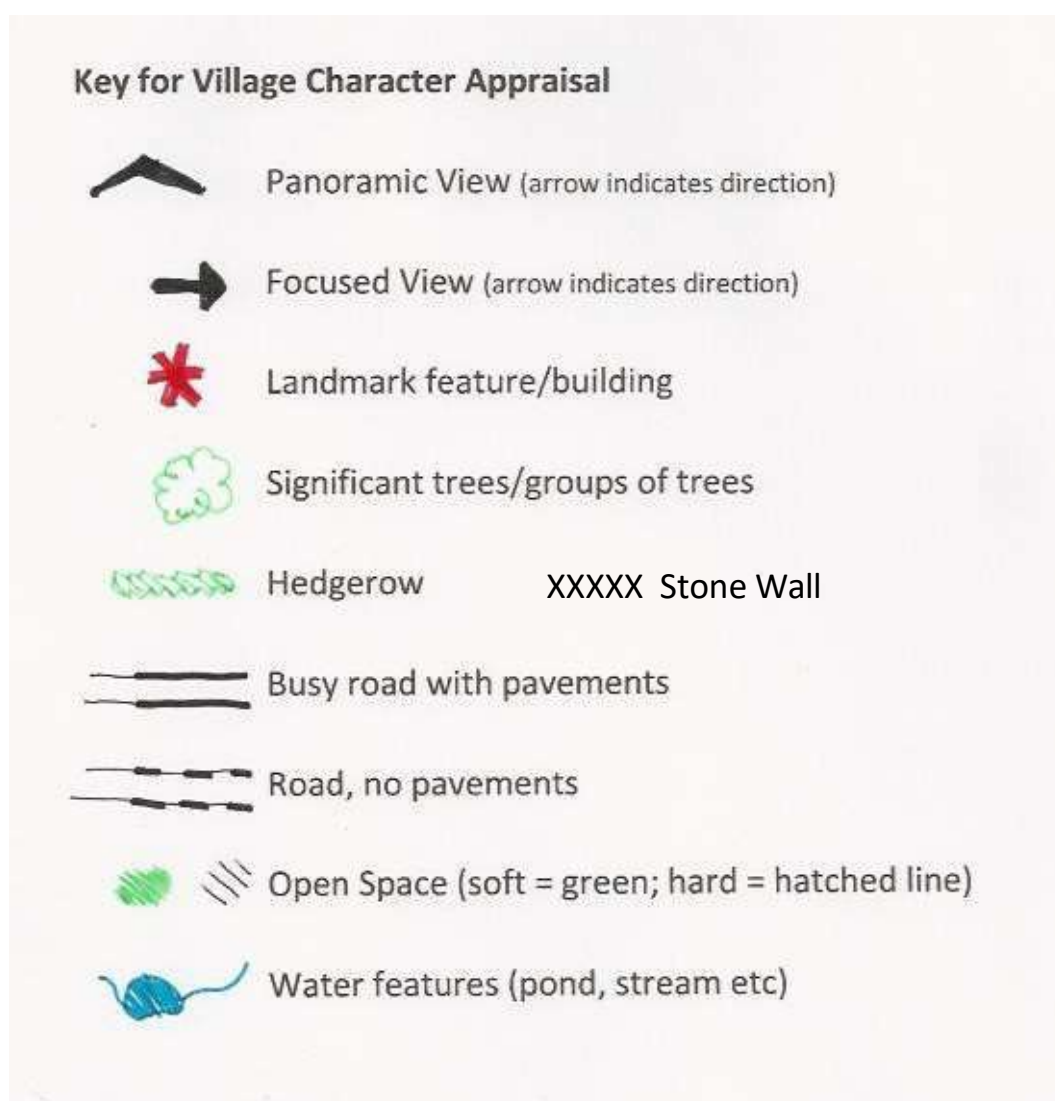 Key for Village Character Appraisal
Panoramic View (arrow indicates direction)
Focused View (arrow indicates direction)
Landmark feature/building
Significant trees/groups of trees
Hedgerow XXXXX Stone Wall
Busy road with pavements
Road, no pavements
Open Space (soft = green; hard = hatched line)
Water features (pond, stream etc)